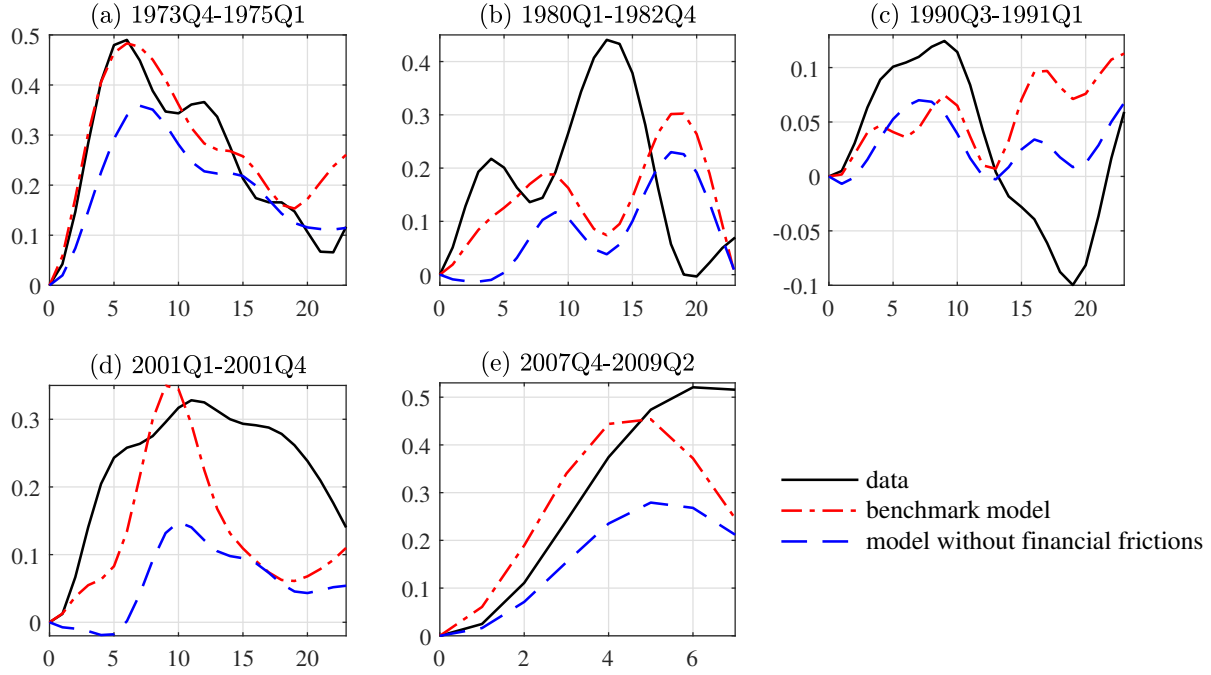 (a) 1973Q4-1975Q1
0.5
0.4
0.3
0.2
0.1
0
0 5 10 15 20
(b) 1980Q1-1982Q4
0.4
0.3
0.2
0.1
0
0 5 10 15 20
(c) 1990Q3-1991Q1
0.1
0.05
0
-0.05
-0.1
0 5 10 15 20
(d) 2001Q1-2001Q4
0.3
0.2
0.1
0
0 5 10 15 20
(e) 2007Q4-2009Q2
0.5
0.4
0.3
0.2
0.1
0
0 2 4 6
data
benchmark model
model without financial frictions